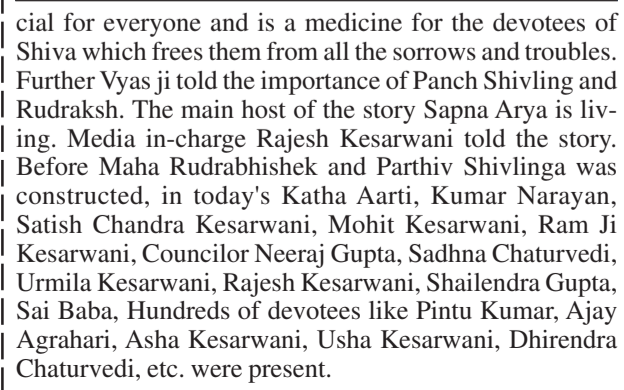 cial for everyone and is a medicine for the devotees of
Shiva which frees them from all the sorrows and troubles.
Further Vyas ji told the importance of Panch Shivling and
Rudraksh. The main host of the story Sapna Arya is liv-
ing. Media in-charge Rajesh Kesarwani told the story.
Before Maha Rudrabhishek and Parthiv Shivlinga was
constructed, in today's Katha Aarti, Kumar Narayan,
Satish Chandra Kesarwani, Mohit Kesarwani, Ram Ji
Kesarwani, Councilor Neeraj Gupta, Sadhna Chaturvedi,
Urmila Kesarwani, Rajesh Kesarwani, Shailendra Gupta,
Sai Baba, Hundreds of devotees like Pintu Kumar, Ajay
Agrahari, Asha Kesarwani, Usha Kesarwani, Dhirendra
Chaturvedi, etc. were present.